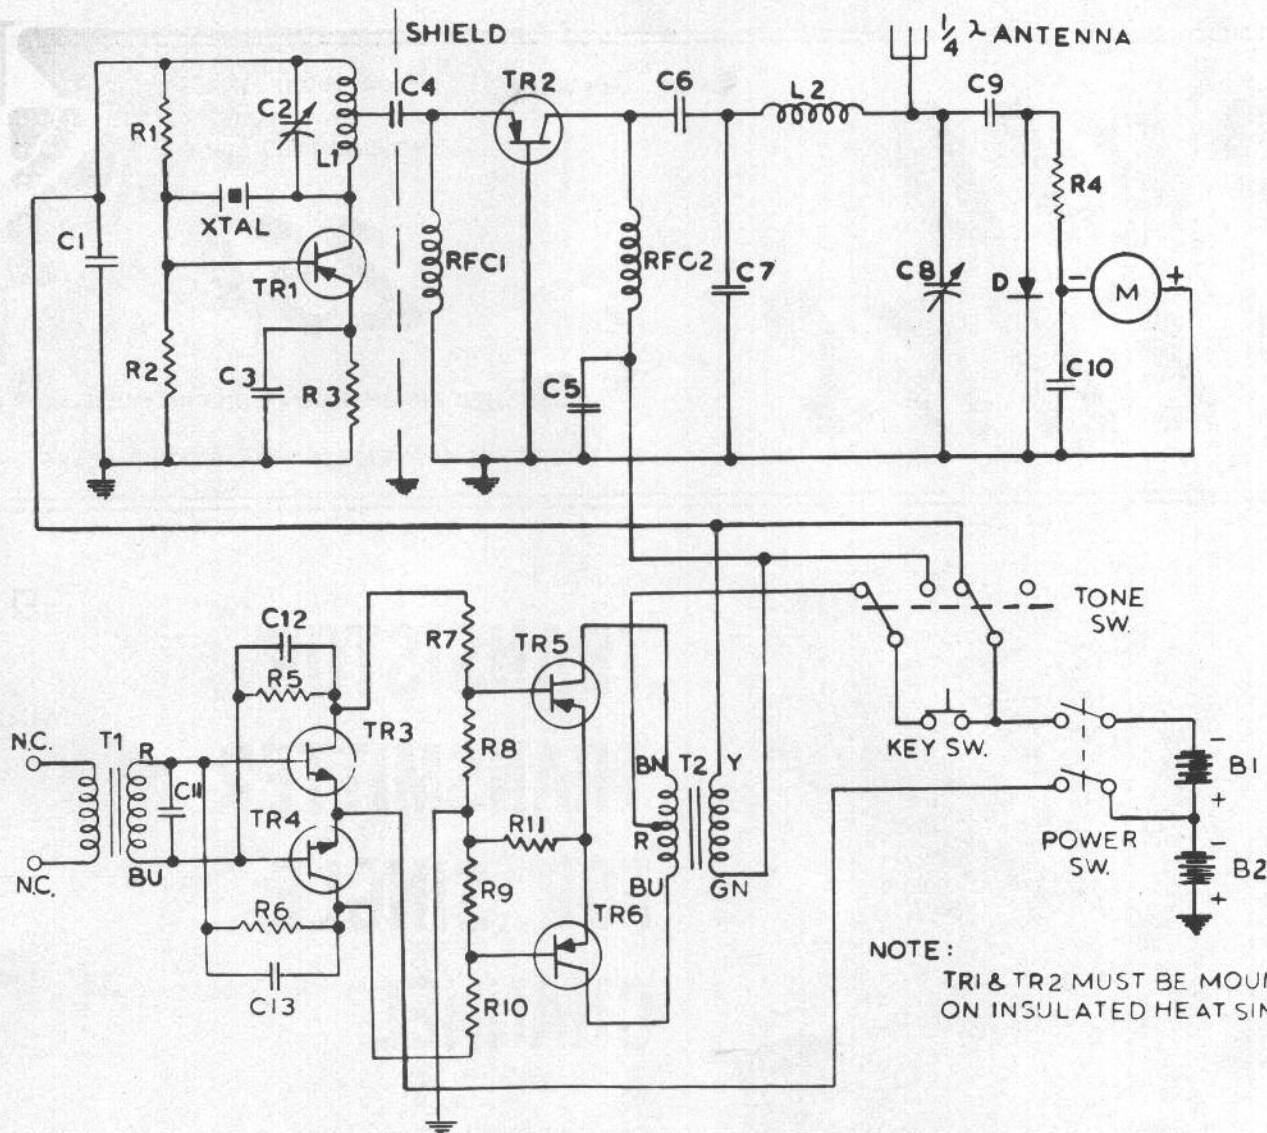 SHIELD
1/4 λ ANTENNA
C4
TR2
C6
L2
C9
R1
C2
L1
XTAL
R4
C1
TR1
RFC1
RFC2
C7
C8
D
- M +
R2
C3
R3
C5
C10
TONE
SW.
C12
R7
TR5
R5
TR3
N.C.
T1
R
C11
R8
BN
T2
Y
KEY SW.
-
B1
+
TR4
R11
R
POWER
SW.
-
B2
+
N.C.
BU
R9
BU
GN
R6
TR6
C13
R10
NOTE:
TR1 & TR2 MUST BE MOU
ON INSULATED HEAT SIN